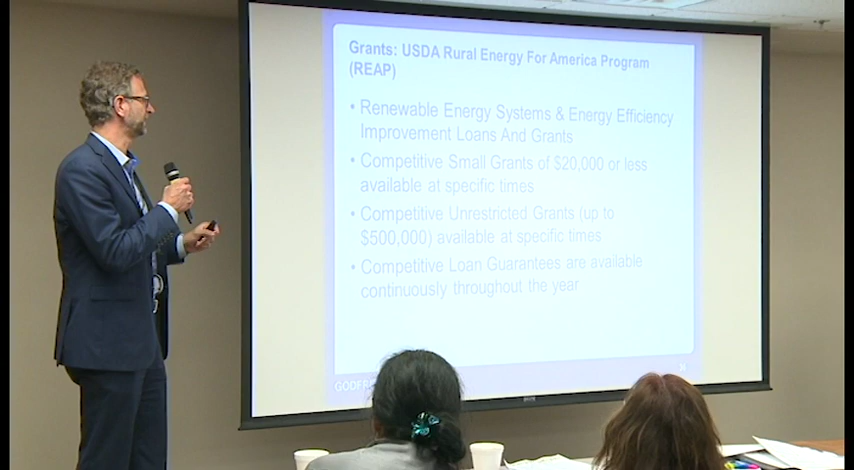 Grants: USDA Rural Energy For America Program
(REAP)
• Renewable Energy Systems & Energy Efficiency
Improvement Loans And Grants
• Competitive Small Grants of $20,000 or less
available at specific times
• Competitive Unrestricted Grants (up to
$500,000) available at specific times
• Competitive Loan Guarantees are available
continuously throughout the year